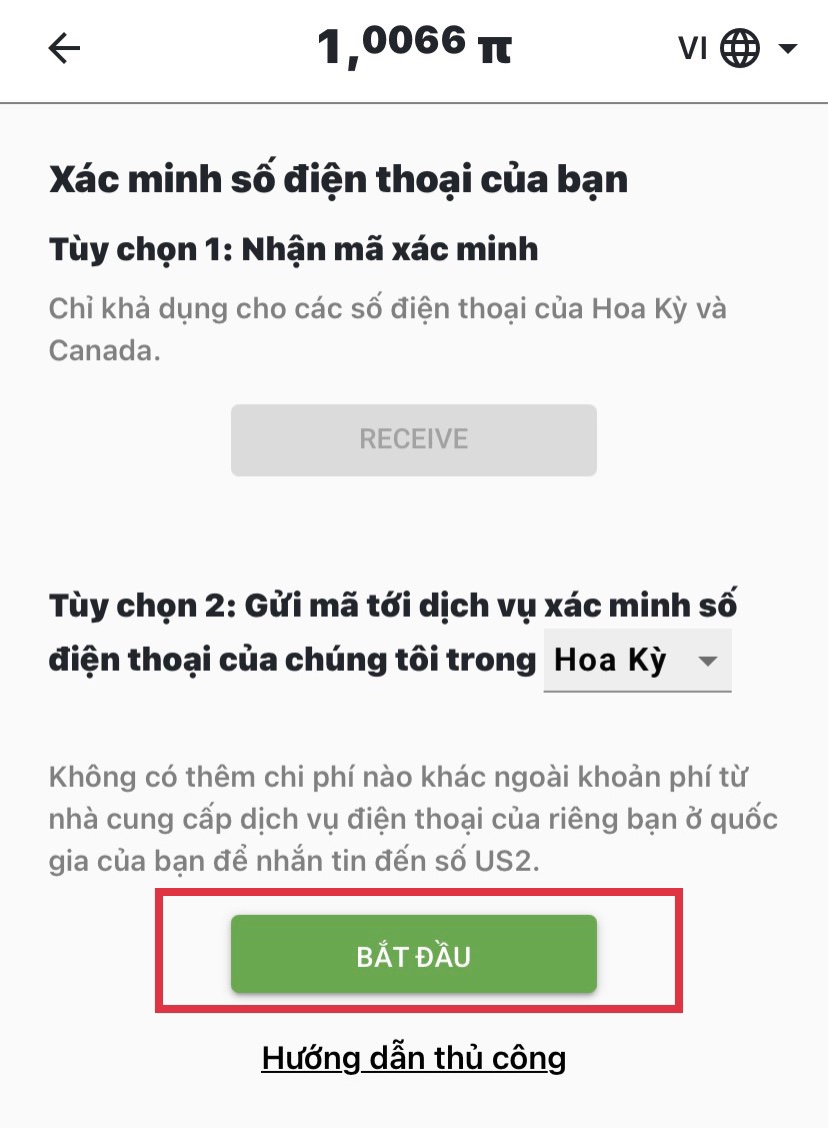 1,0066 π
VI
Xác minh số điện thoại của bạn
Tùy chọn 1: Nhận mã xác minh
Chỉ khả dụng cho các số điện thoại của Hoa Kỳ và
Canada.
RECEIVE
Tùy chọn 2: Gửi mã tới dịch vụ xác minh số
điện thoại của chúng tôi trong Hoa Kỳ
Không có thêm chi phí nào khác ngoài khoản phí từ
nhà cung cấp dịch vụ điện thoại của riêng bạn ở quốc
gia của bạn để nhắn tin đến số US2.
BẮT ĐẦU
Hướng dẫn thủ công